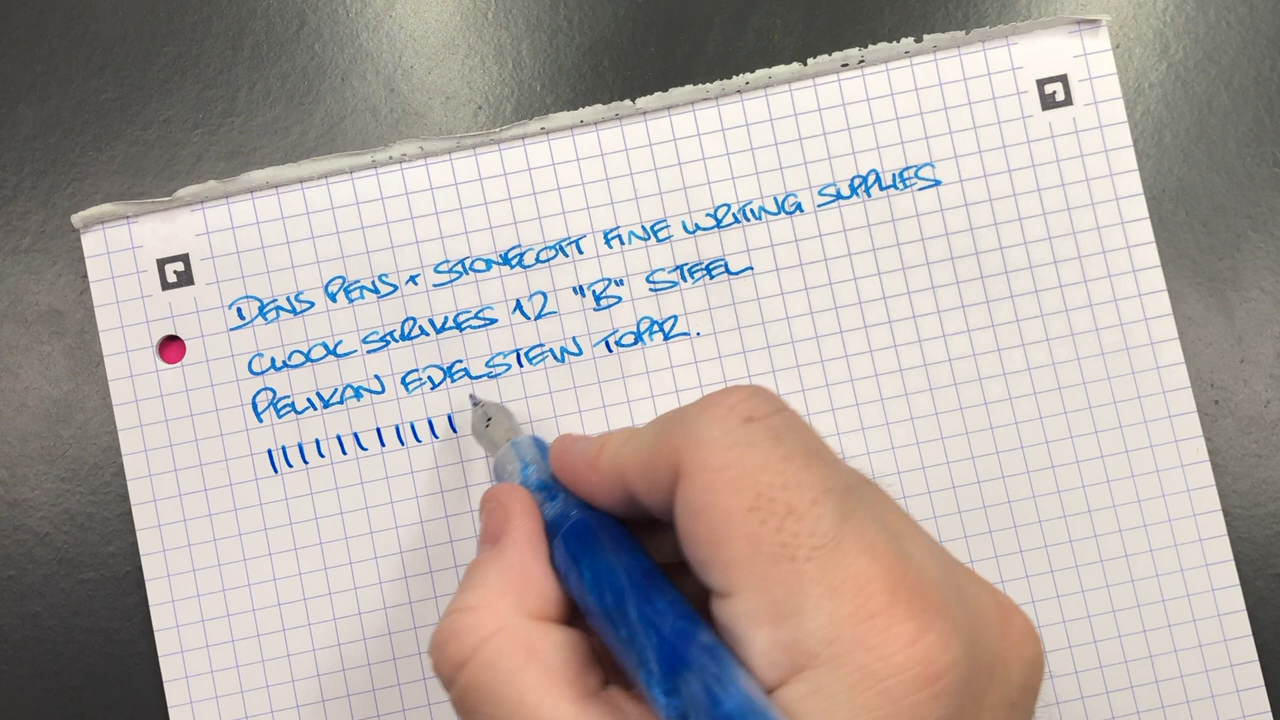 DENS PENS + STONECOTT FINE WRITING SUPPLIES
CLOCK STRIKES 12 "B" STEEL
PELIKAN EDELSTEIN TOPAZ.